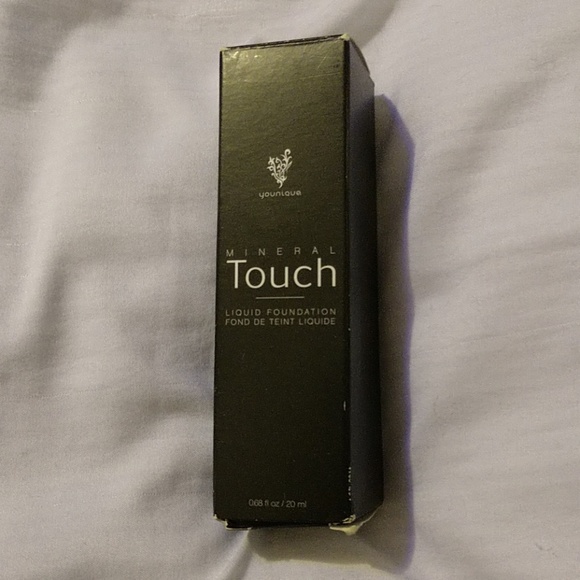 younique
MINERAL
Touch
LIQUID FOUNDATION
FOND DE TEINT LIQUIDE
0.68 fl oz / 20 ml